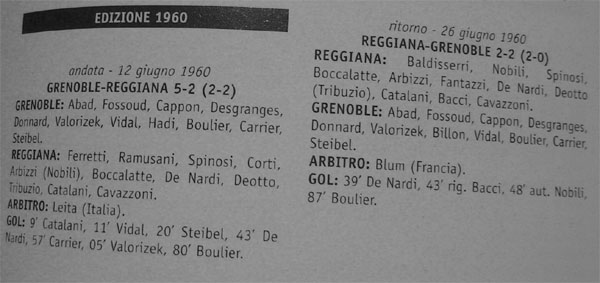 EDIZIONE 1960
andata - 12 giugno 1960
GRENOBLE-REGGIANA 5-2 (2-2)
GRENOBLE: Abad, Fossoud, Cappon, Desgranges,
Donnard, Valorizek, Vidal, Hadi, Boulier, Carrier,
Steibel.
REGGIANA: Ferretti, Ramusani, Spinosi, Corti,
Arbizzi (Nobili), Boccalatte, De Nardi, Deotto,
Tribuzio, Catalani, Cavazzoni.
ARBITRO: Leita (Italia).
GOL: 9' Catalani, 11' Vidal, 20' Steibel, 43' De
Nardi, 57' Carrier, 05' Valorizek, 80' Boulier.
ritorno - 26 giugno 1960
REGGIANA-GRENOBLE 2-2 (2-0)
REGGIANA: Baldisserri, Nobili, Spinosi,
Boccalatte, Arbizzi, Fantazzi, De Nardi, Deotto
(Tribuzio), Catalani, Bacci, Cavazzoni.
GRENOBLE: Abad, Fossoud, Cappon, Desgranges,
Donnard, Valorizek, Billon, Vidal, Boulier, Carrier,
Steibel.
ARBITRO: Blum (Francia).
GOL: 39' De Nardi, 43' rig. Bacci, 48' aut. Nobili,
87' Boulier.